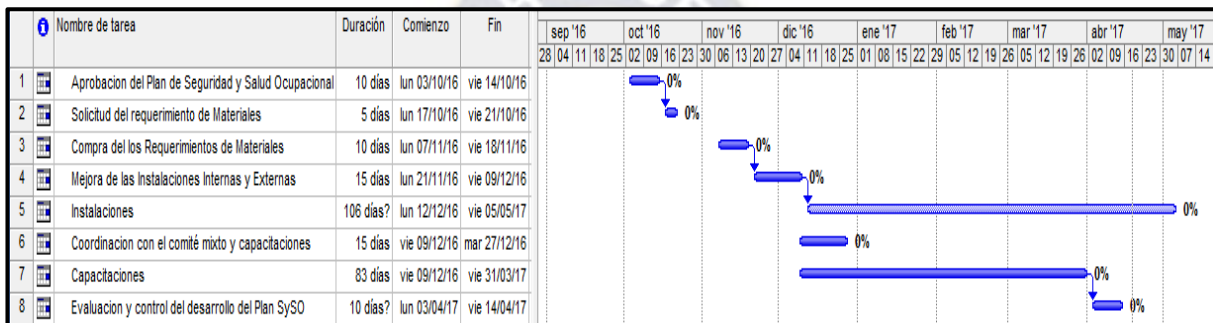 Nombre de tarea Duración Comienzo Fin
sep '16 oct '16 nov '16 dic '16 ene '17 feb '17 mar '17 abr '17 may '17
28 04 11 18 25 02 09 16 23 30 06 13 20 27 04 11 18 25 01 08 15 22 29 05 12 19 26 05 12 19 26 02 09 16 23 30 07 14
1 Aprobacion del Plan de Seguridad y Salud Ocupacional 10 días lun 03/10/16 vie 14/10/16 0%
2 Solicitud del requerimiento de Materiales 5 días lun 17/10/16 vie 21/10/16 0%
3 Compra del los Requerimientos de Materiales 10 días lun 07/11/16 vie 18/11/16 0%
4 Mejora de las Instalaciones Internas y Externas 15 días lun 21/11/16 vie 09/12/16 0%
5 Instalaciones 106 días? lun 12/12/16 vie 05/05/17 0%
6 Coordinacion con el comité mixto y capacitaciones 15 días vie 09/12/16 mar 27/12/16 0%
7 Capacitaciones 83 días vie 09/12/16 vie 31/03/17 0%
8 Evaluacion y control del desarrollo del Plan SySO 10 días? lun 03/04/17 vie 14/04/17 0%